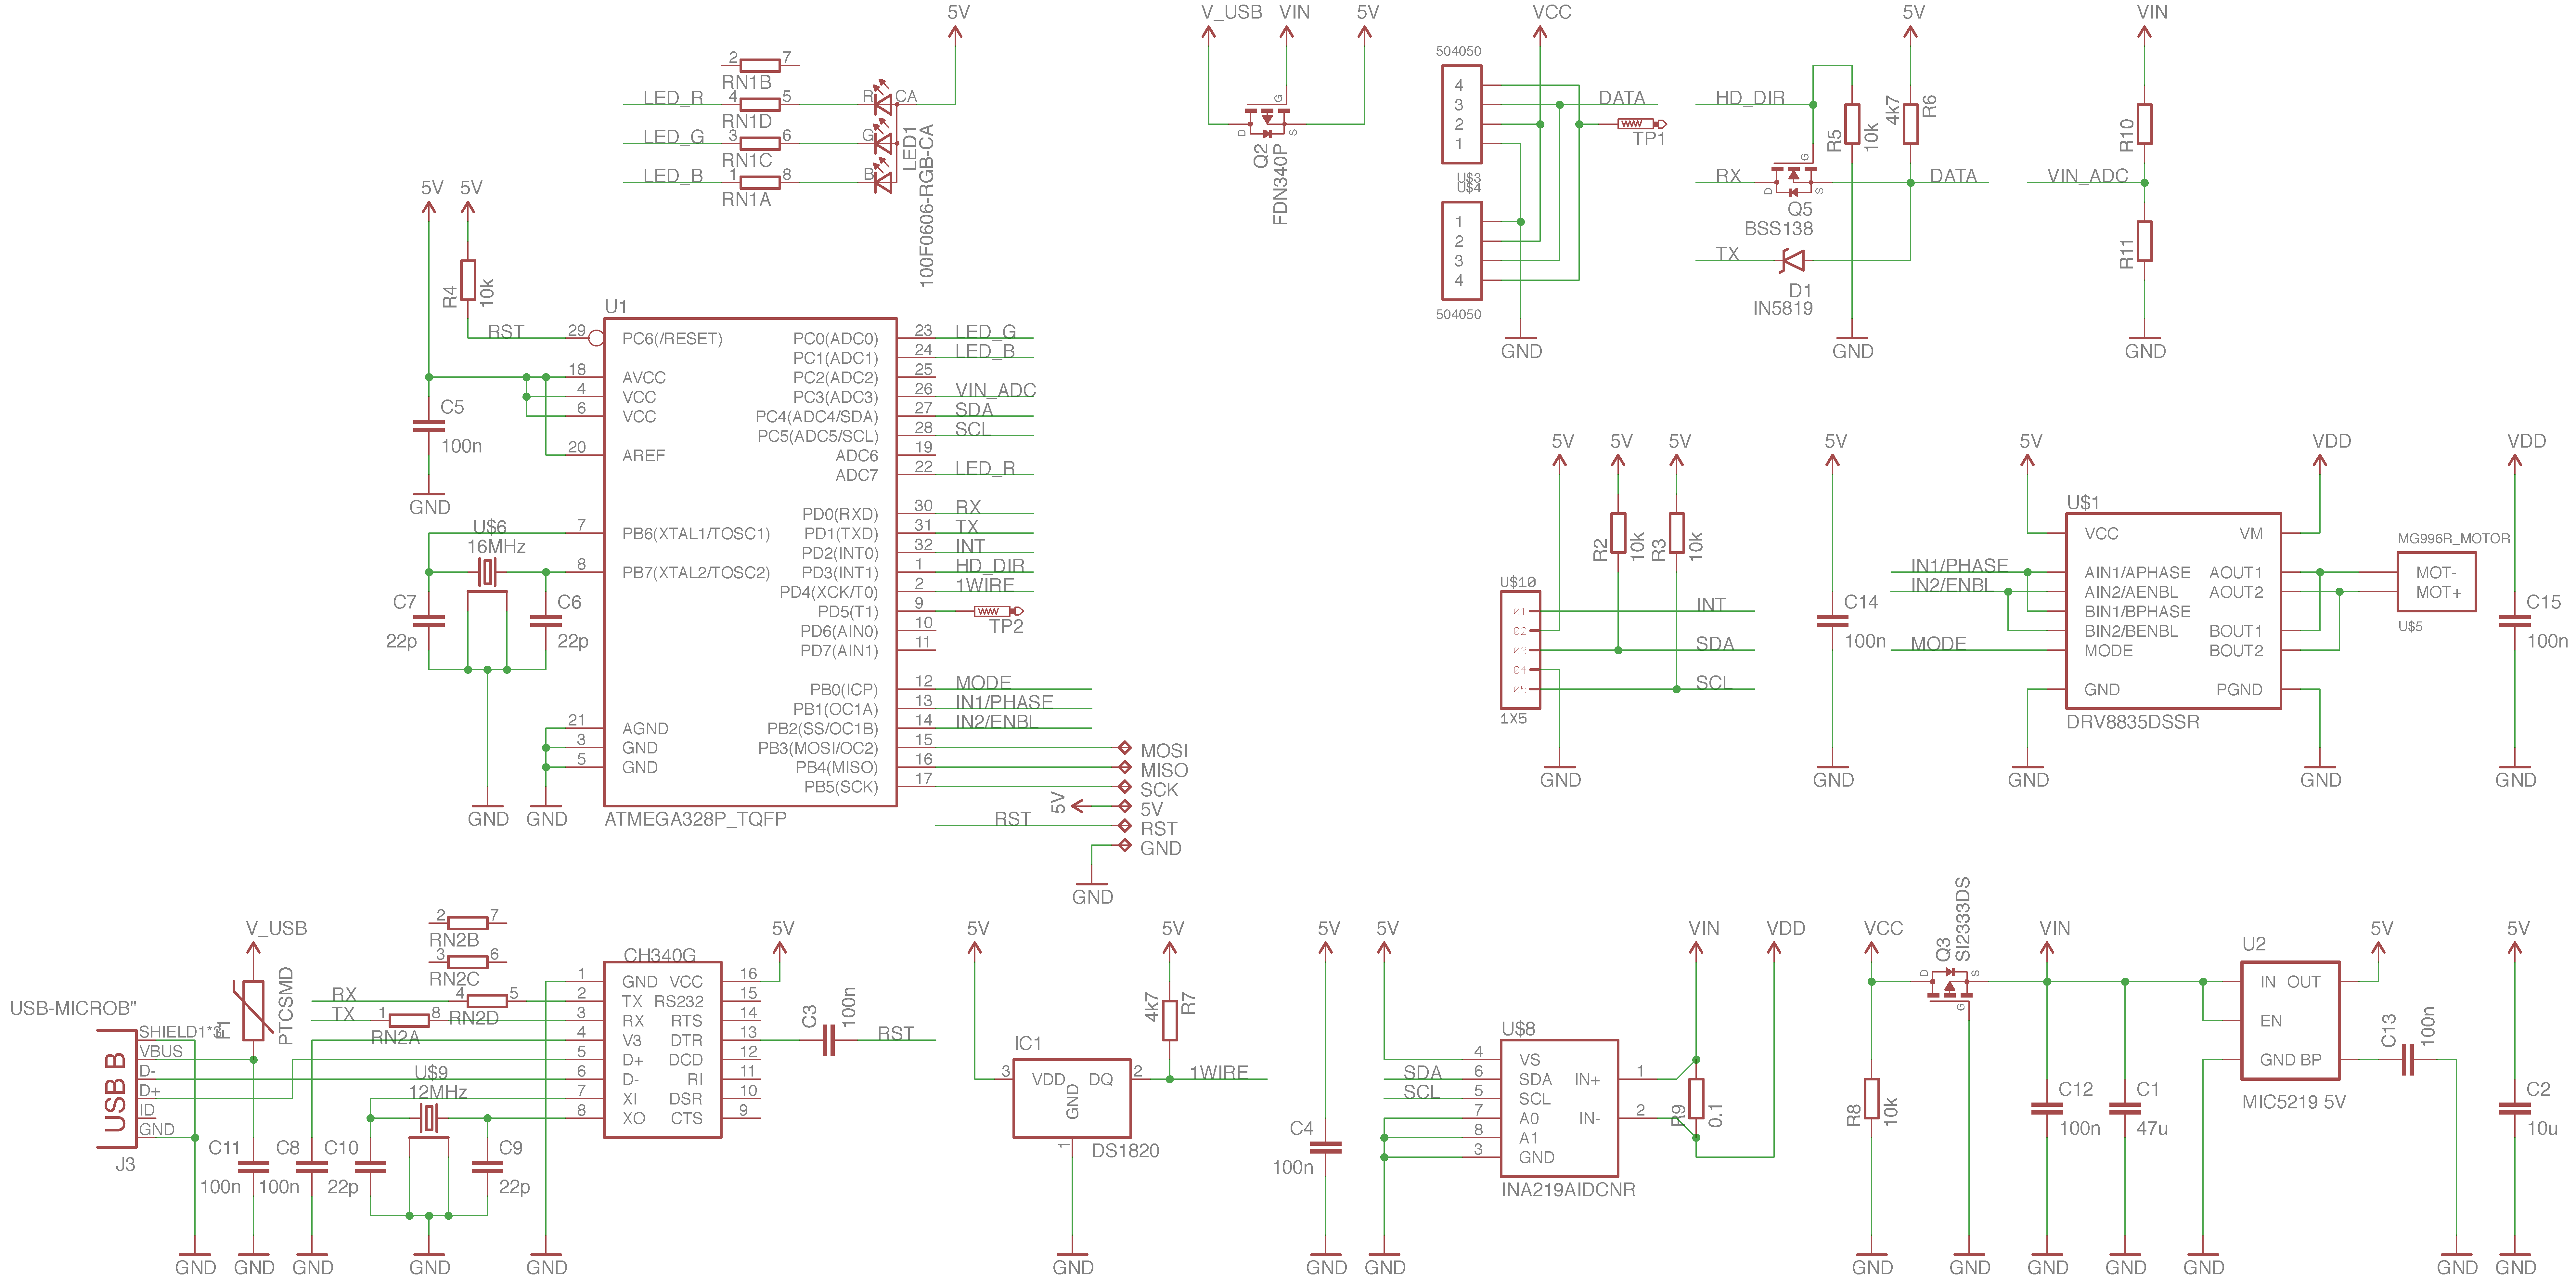 5V
2 7
RN1B
LED_R 4 5 R CA
RN1D
LED_G 3 6 G
RN1C
LED_B 1 8 B
RN1A
LED1
100F0606-RGB-CA
V_USB VIN 5V
D G S
Q2
FDN340P
VCC
504050
4
3
2
1
U$3
U$4
1
2
3
4
504050
DATA
TP1
GND
5V
HD_DIR
R5
10k
4k7
R6
RX D G S DATA
Q5
BSS138
TX
D1
IN5819
GND
VIN
R10
VIN_ADC
R11
GND
5V 5V
R4
10k
RST
C5
100n
GND
U$6
16MHz
C7
22p
C6
22p
GND GND
U1
29 PC6(/RESET)
18 AVCC
4 VCC
6 VCC
20 AREF
7 PB6(XTAL1/TOSC1)
8 PB7(XTAL2/TOSC2)
21 AGND
3 GND
5 GND
PC0(ADC0) 23 LED_G
PC1(ADC1) 24 LED_B
PC2(ADC2) 25
PC3(ADC3) 26 VIN_ADC
PC4(ADC4/SDA) 27 SDA
PC5(ADC5/SCL) 28 SCL
ADC6 19
ADC7 22 LED_R
PD0(RXD) 30 RX
PD1(TXD) 31 TX
PD2(INT0) 32 INT
PD3(INT1) 1 HD_DIR
PD4(XCK/T0) 2 1WIRE
PD5(T1) 9
TP2
PD6(AIN0) 10
PD7(AIN1) 11
PB0(ICP) 12 MODE
PB1(OC1A) 13 IN1/PHASE
PB2(SS/OC1B) 14 IN2/ENBL
PB3(MOSI/OC2) 15 MOSI
PB4(MISO) 16 MISO
PB5(SCK) 17 SCK
5V 5V
RST RST
GND
GND
ATMEGA328P_TQFP
5V 5V 5V
R2
10k
R3
10k
U$10
01 INT
02
03 SDA
04
05 SCL
1X5
GND
5V
C14
100n
GND
5V VDD
U$1
VCC VM
IN1/PHASE AIN1/APHASE AOUT1
IN2/ENBL AIN2/AENBL AOUT2
BIN1/BPHASE
BIN2/BENBL BOUT1
MODE MODE BOUT2
GND PGND
DRV8835DSSR
GND GND
MG996R_MOTOR
MOT-
MOT+
U$5
VDD
C15
100n
GND
V_USB
F1
PTCSMD
USB-MICROB"
SHIELD1*3
VBUS
D-
D+
ID
GND
USB B
J3
2 7
RN2B
3 6
RN2C
RX 4 5
RN2D
TX 1 8
RN2A
U$9
12MHz
C11
100n
C8
100n
C10
22p
C9
22p
GND GND GND GND GND
CH340G
1 GND VCC 16
2 TX RS232 15
3 RX RTS 14
4 V3 DTR 13
5 D+ DCD 12
6 D- RI 11
7 XI DSR 10
8 XO CTS 9
5V
C3
100n
RST
5V 5V
4k7
R7
IC1
3 VDD DQ 2 1WIRE
GND
1
DS1820
GND
5V
C4
100n
GND
5V VIN VDD
U$8
4 VS
SDA 6 SDA IN+ 1
SCL 5 SCL
7 A0 IN- 2
8 A1
3 GND
INA219AIDCNR
R9
0.1
GND
VCC
Q3
SI2333DS
D S
G
R8
10k
GND GND
VIN
C12
100n
GND
C1
47u
GND
U2
IN OUT
EN
GND BP
MIC5219 5V
GND
5V
C13
100n
GND
5V
C2
10u
GND